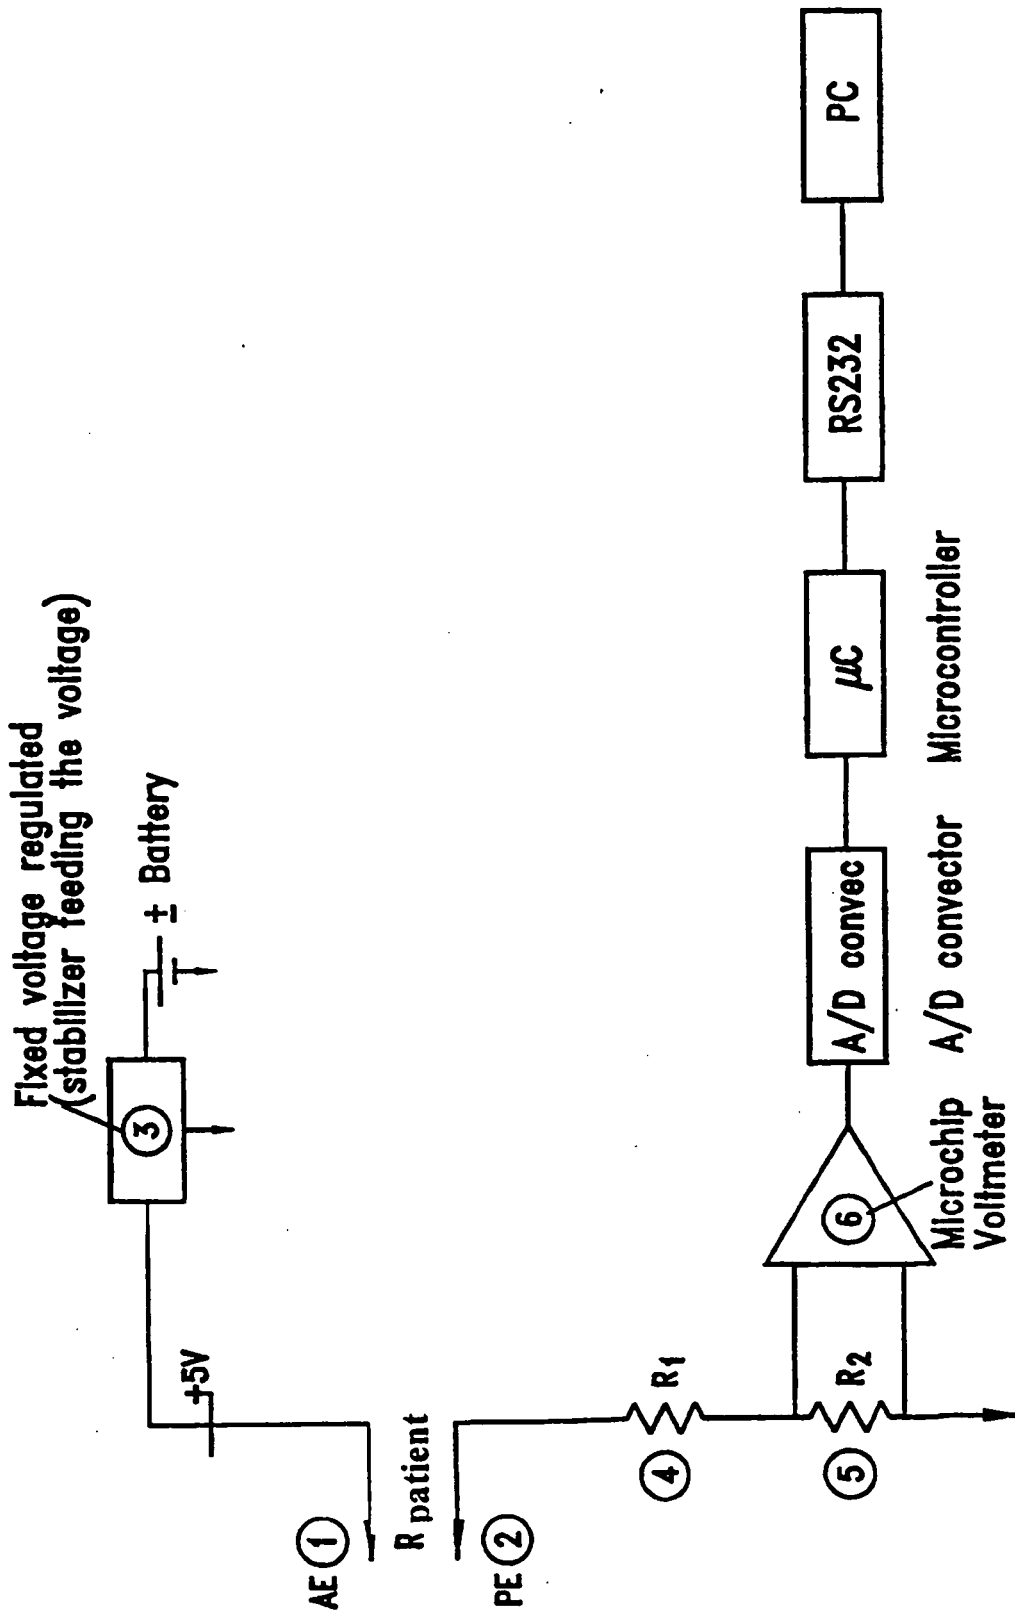 Fixed voltage regulated
(stabilizer feeding the voltage)
3
± Battery
+5V
AE 1
R patient
PE 2
4
R1
5
R2
6
Microchip
Voltmeter
A/D convec
A/D convector
µC
Microcontroller
RS232
PC